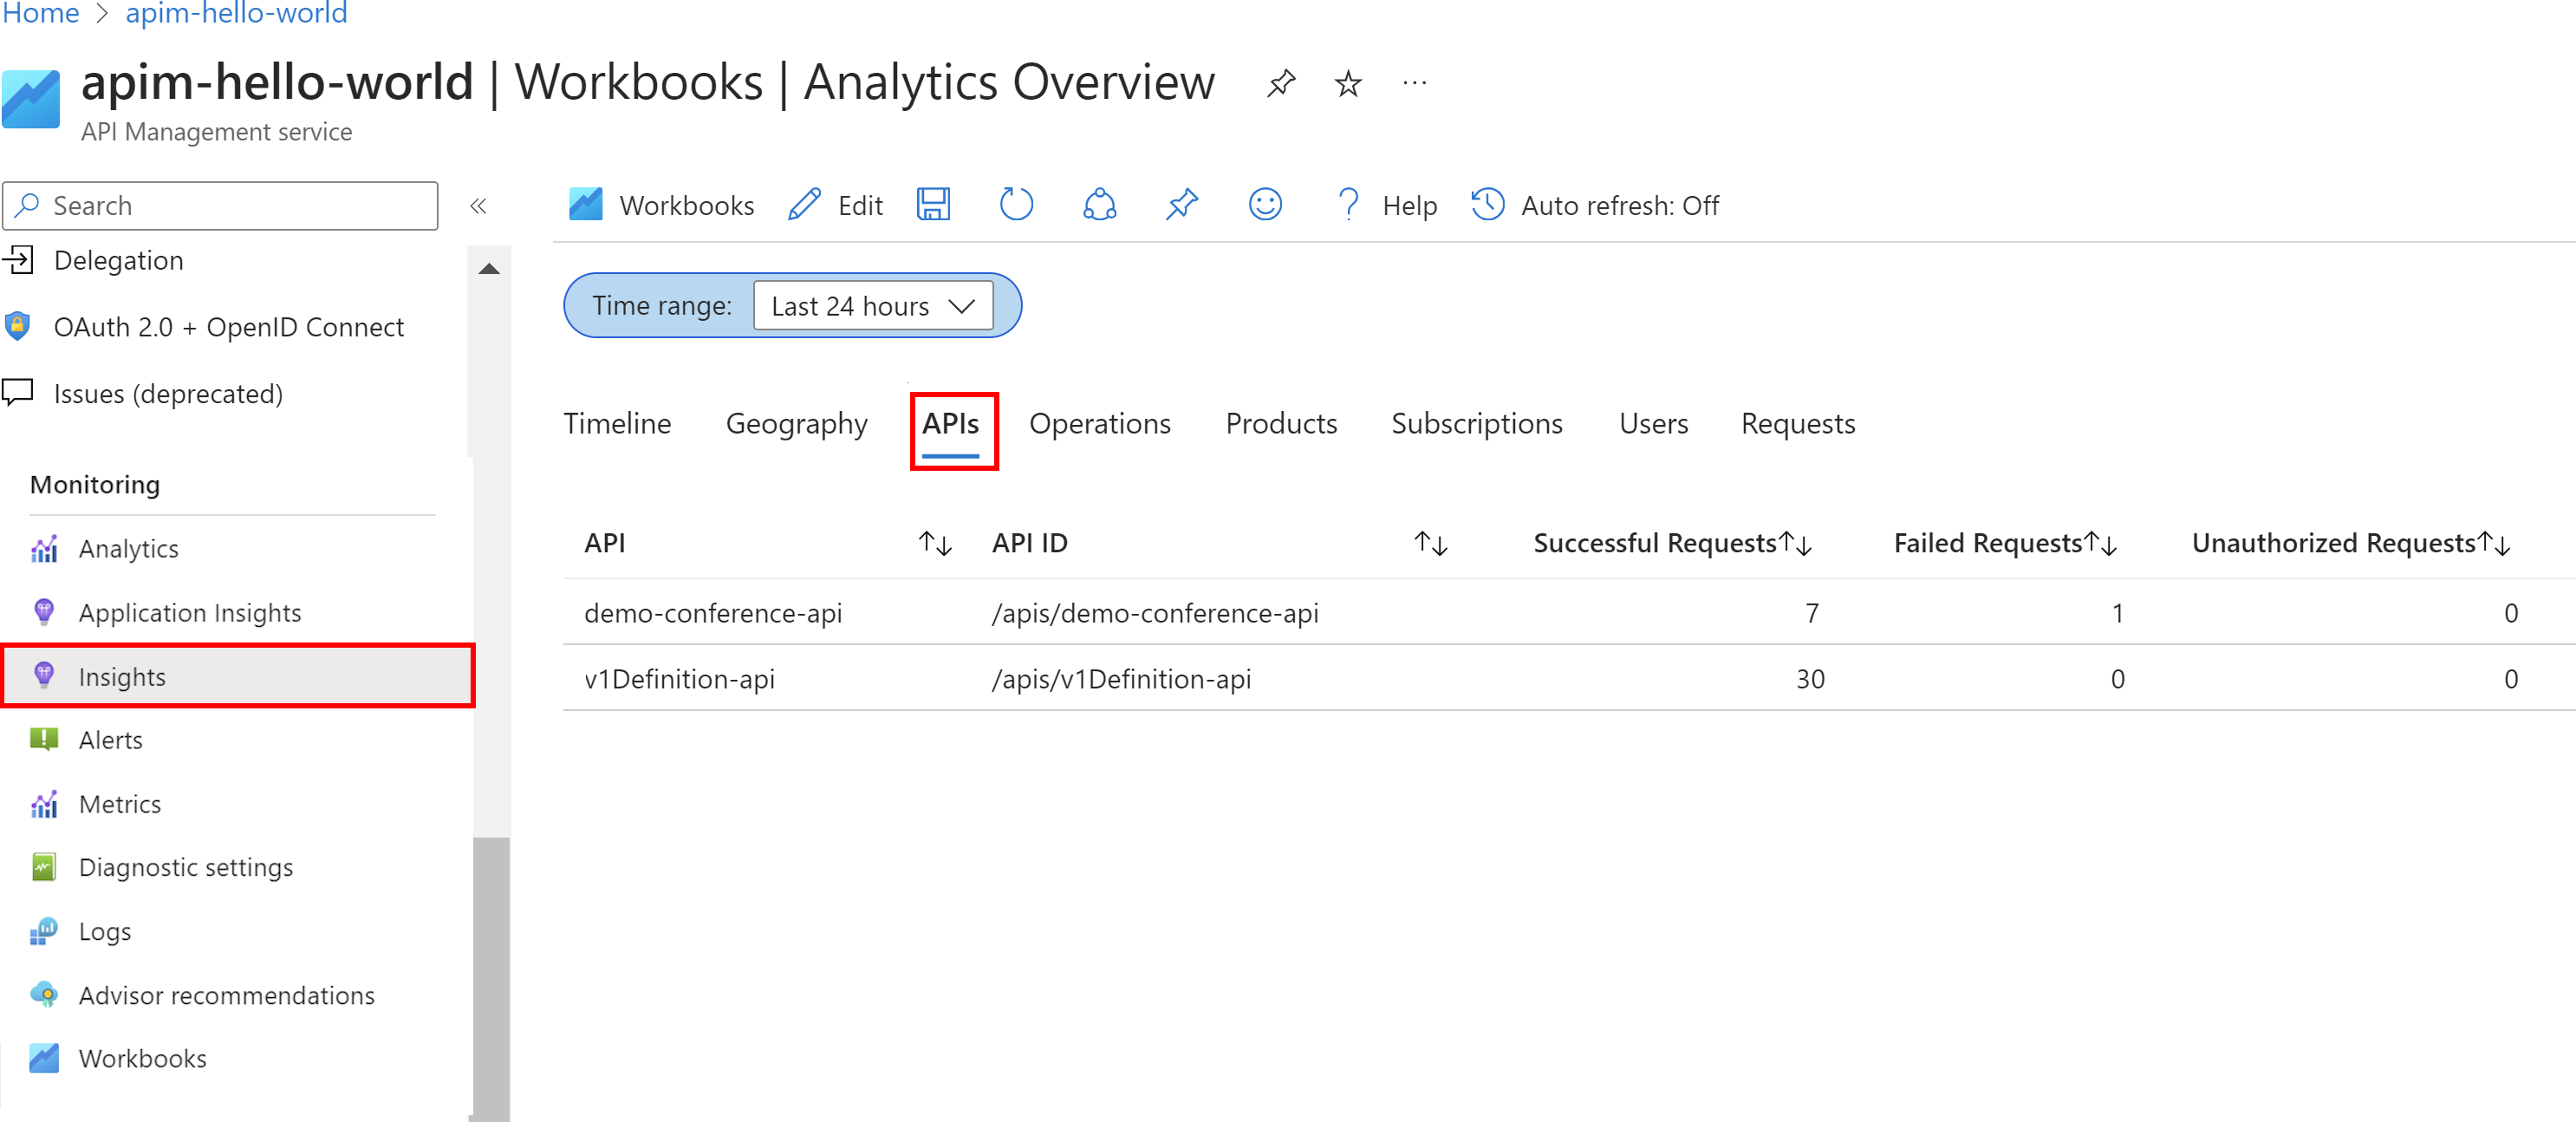 Home > apim-hello-world
apim-hello-world | Workbooks | Analytics Overview
API Management service
Search
Delegation
OAuth 2.0 + OpenID Connect
Issues (deprecated)
Monitoring
Analytics
Application Insights
Insights
Alerts
Metrics
Diagnostic settings
Logs
Advisor recommendations
Workbooks
Workbooks Edit Help Auto refresh: Off
Time range: Last 24 hours
Timeline Geography APIs Operations Products Subscriptions Users Requests
API API ID Successful Requests Failed Requests Unauthorized Requests
demo-conference-api /apis/demo-conference-api 7 1 0
v1Definition-api /apis/v1Definition-api 30 0 0